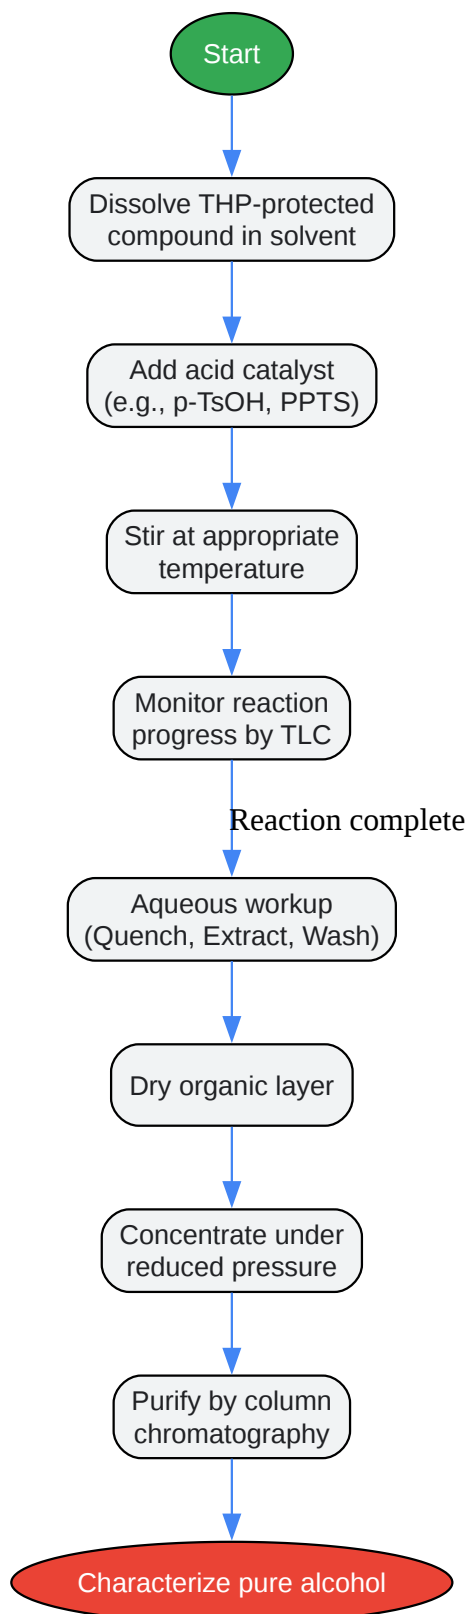 Start
Dissolve THP-protected
compound in solvent
Add acid catalyst
(e.g., p-TsOH, PPTS)
Stir at appropriate
temperature
Monitor reaction
progress by TLC
Reaction complete
Aqueous workup
(Quench, Extract, Wash)
Dry organic layer
Concentrate under
reduced pressure
Purify by column
chromatography
Characterize pure alcohol